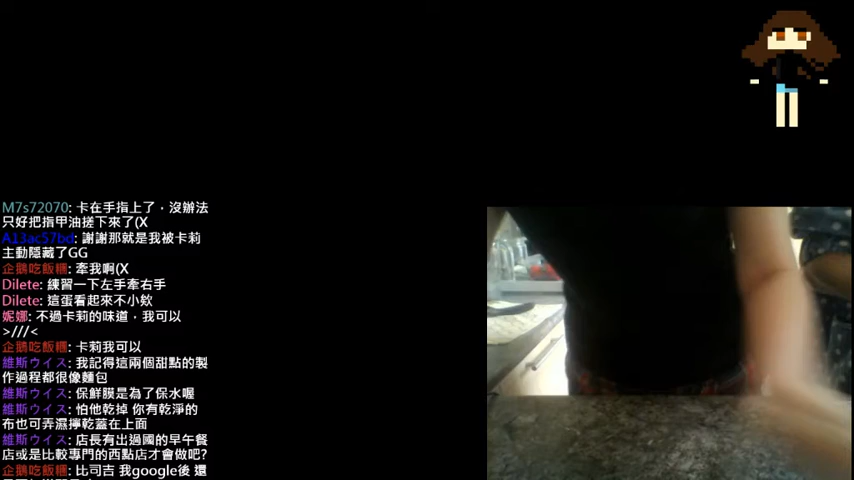 M7s72070: 卡在手指上了，沒辦法
只好把指甲油搓下來了(X
A13ac57bd: 謝謝那就是我被卡莉
主動隱藏了GG
企鵝吃飯糰: 牽我啊(X
Dilete: 練習一下左手牽右手
Dilete: 這蛋看起來不小欸
妮娜: 不過卡莉的味道，我可以
>///<
企鵝吃飯糰: 卡莉我可以
維斯ウイス: 我記得這兩個甜點的製
作過程都很像麵包
維斯ウイス: 保鮮膜是為了保水喔
維斯ウイス: 怕他乾掉 你有乾淨的
布也可弄濕擰乾蓋在上面
維斯ウイス: 店長有出過國的早午餐
店或是比較專門的西點店才會做吧?
企鵝吃飯糰: 比司吉 我google後 還